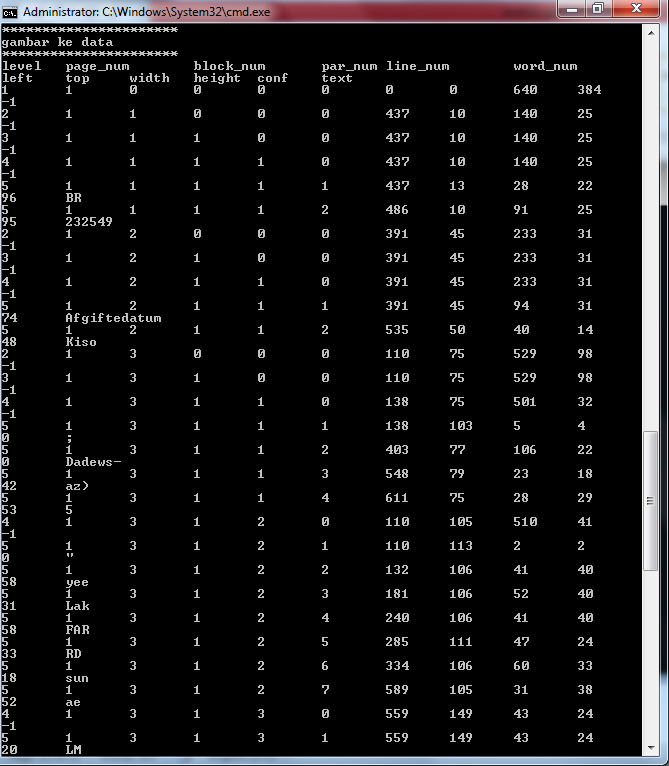 Administrator: C:\Windows\System32\cmd.exe
**********************
gambar ke data
**********************
level page_num block_num par_num line_num word_num
left top width height conf text
1 1 0 0 0 0 0 0 640 384
-1
2 1 1 0 0 0 437 10 140 25
-1
3 1 1 1 0 0 437 10 140 25
-1
4 1 1 1 1 0 437 10 140 25
-1
5 1 1 1 1 1 437 13 28 22
96 BR
5 1 1 1 1 2 486 10 91 25
95 232549
2 1 2 0 0 0 391 45 233 31
-1
3 1 2 1 0 0 391 45 233 31
-1
4 1 2 1 1 0 391 45 233 31
-1
5 1 2 1 1 1 391 45 94 31
74 Afgiftedatum
5 1 2 1 1 2 535 50 40 14
48 Kiso
2 1 3 0 0 0 110 75 529 98
-1
3 1 3 1 0 0 110 75 529 98
-1
4 1 3 1 1 0 138 75 501 32
-1
5 1 3 1 1 1 138 103 5 4
0 ;
5 1 3 1 1 2 403 77 106 22
0 Dadews-
5 1 3 1 1 3 548 79 23 18
42 az)
5 1 3 1 1 4 611 75 28 29
53 5
4 1 3 1 2 0 110 105 510 41
-1
5 1 3 1 2 1 110 113 2 2
0 "
5 1 3 1 2 2 132 106 41 40
58 yee
5 1 3 1 2 3 181 106 52 40
31 Lak
5 1 3 1 2 4 240 106 41 40
58 FAR
5 1 3 1 2 5 285 111 47 24
33 RD
5 1 3 1 2 6 334 106 60 33
18 sun
5 1 3 1 2 7 589 105 31 38
52 ae
4 1 3 1 3 0 559 149 43 24
-1
5 1 3 1 3 1 559 149 43 24
20 LM